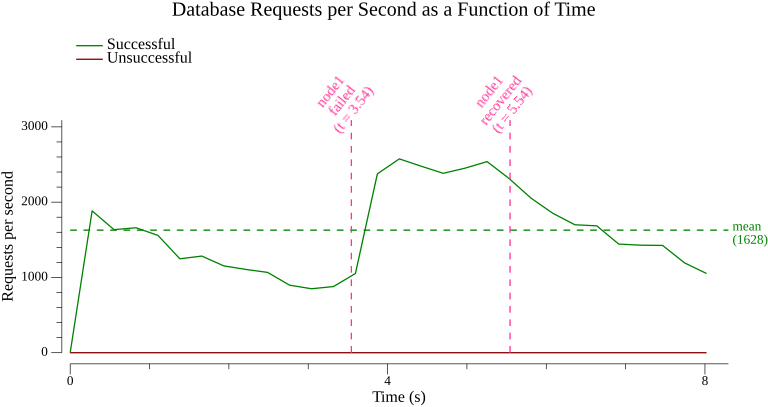 Database Requests per Second as a Function of Time
Successful
Unsuccessful
node1
failed
(t = 3.54)
node1
recovered
(t = 5.54)
3000
2000
1000
0
Requests per second
mean
(1628)
0
4
8
Time (s)